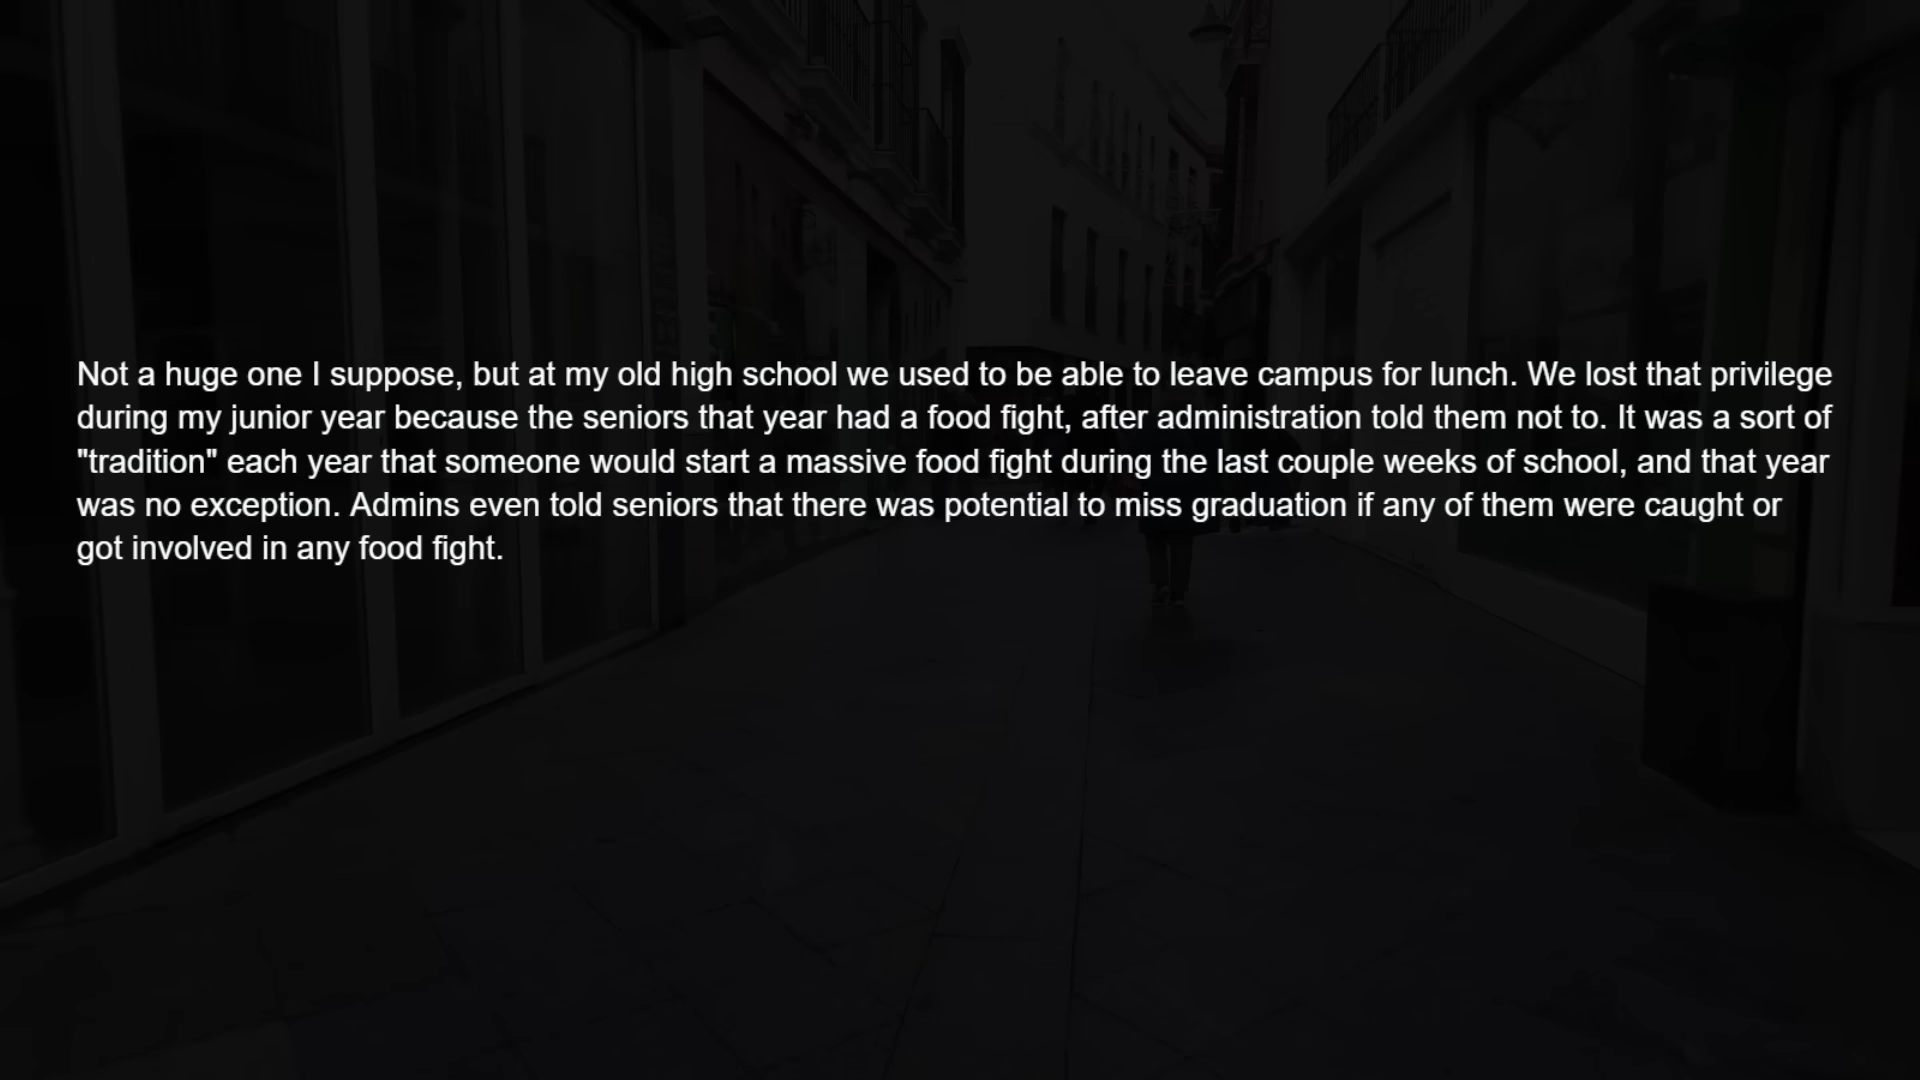 Not a huge one I suppose, but at my old high school we used to be able to leave campus for lunch. We lost that privilege
during my junior year because the seniors that year had a food fight, after administration told them not to. It was a sort of
"tradition" each year that someone would start a massive food fight during the last couple weeks of school, and that year
was no exception. Admins even told seniors that there was potential to miss graduation if any of them were caught or
got involved in any food fight.